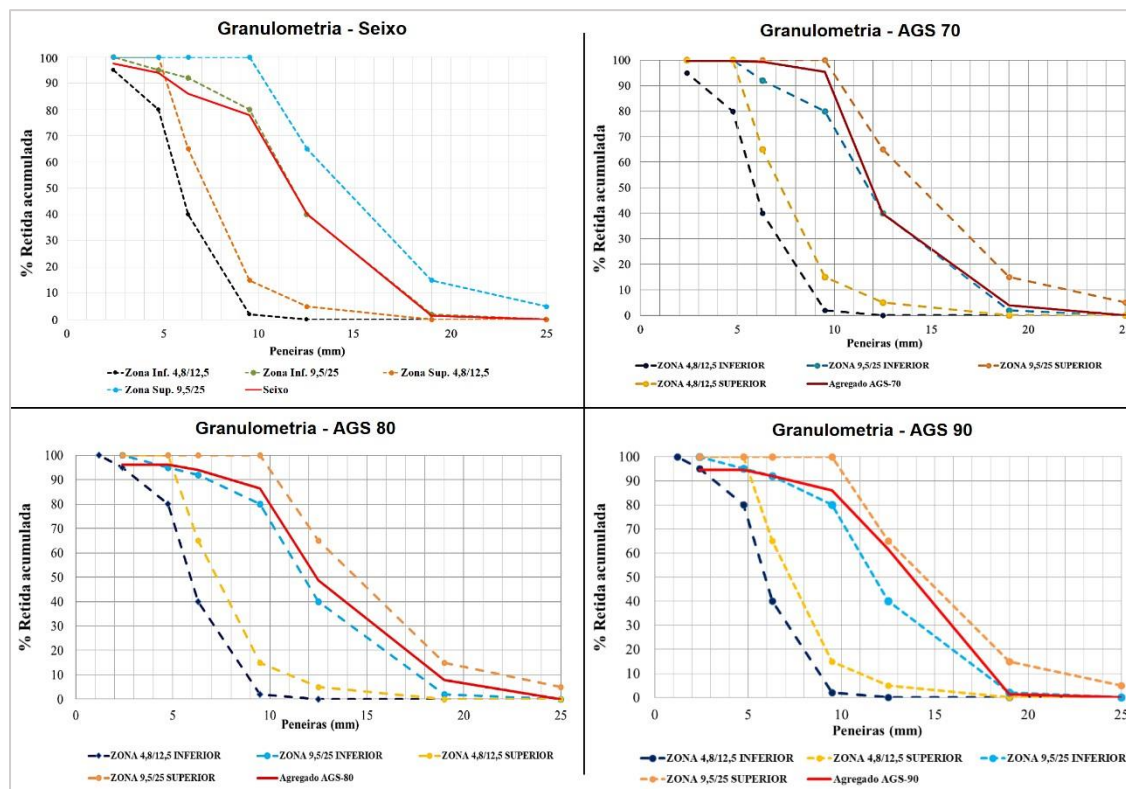 Granulometria - Seixo
% Retida acumulada
100
90
80
70
60
50
40
30
20
10
0
0 5 10 15 20 25
Peneiras (mm)
Zona Inf. 4,8/12,5 Zona Inf. 9,5/25 Zona Sup. 4,8/12,5
Zona Sup. 9,5/25 Seixo
Granulometria - AGS 70
% Retida acumulada
100
90
80
70
60
50
40
30
20
10
0
0 5 10 15 20 25
Peneiras (mm)
ZONA 4,8/12,5 INFERIOR ZONA 9,5/25 INFERIOR ZONA 9,5/25 SUPERIOR
ZONA 4,8/12,5 SUPERIOR Agregado AGS-70
Granulometria - AGS 80
% Retida acumulada
100
90
80
70
60
50
40
30
20
10
0
0 5 10 15 20 25
Peneiras (mm)
ZONA 4,8/12,5 INFERIOR ZONA 9,5/25 INFERIOR ZONA 4,8/12,5 SUPERIOR
ZONA 9,5/25 SUPERIOR Agregado AGS-80
Granulometria - AGS 90
% Retida acumulada
100
90
80
70
60
50
40
30
20
10
0
0 5 10 15 20 25
Peneiras (mm)
ZONA 4,8/12,5 INFERIOR ZONA 4,8/12,5 SUPERIOR ZONA 9,5/25 INFERIOR
ZONA 9,5/25 SUPERIOR Agregado AGS-90